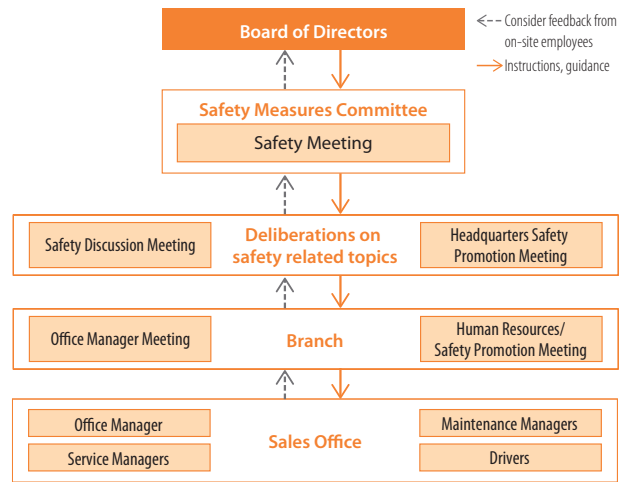 Board of Directors
Consider feedback from
on-site employees
Instructions, guidance
Safety Measures Committee
Safety Meeting
Safety Discussion Meeting
Deliberations on
safety related topics
Headquarters Safety
Promotion Meeting
Office Manager Meeting
Branch
Human Resources/
Safety Promotion Meeting
Office Manager
Service Managers
Sales Office
Maintenance Managers
Drivers